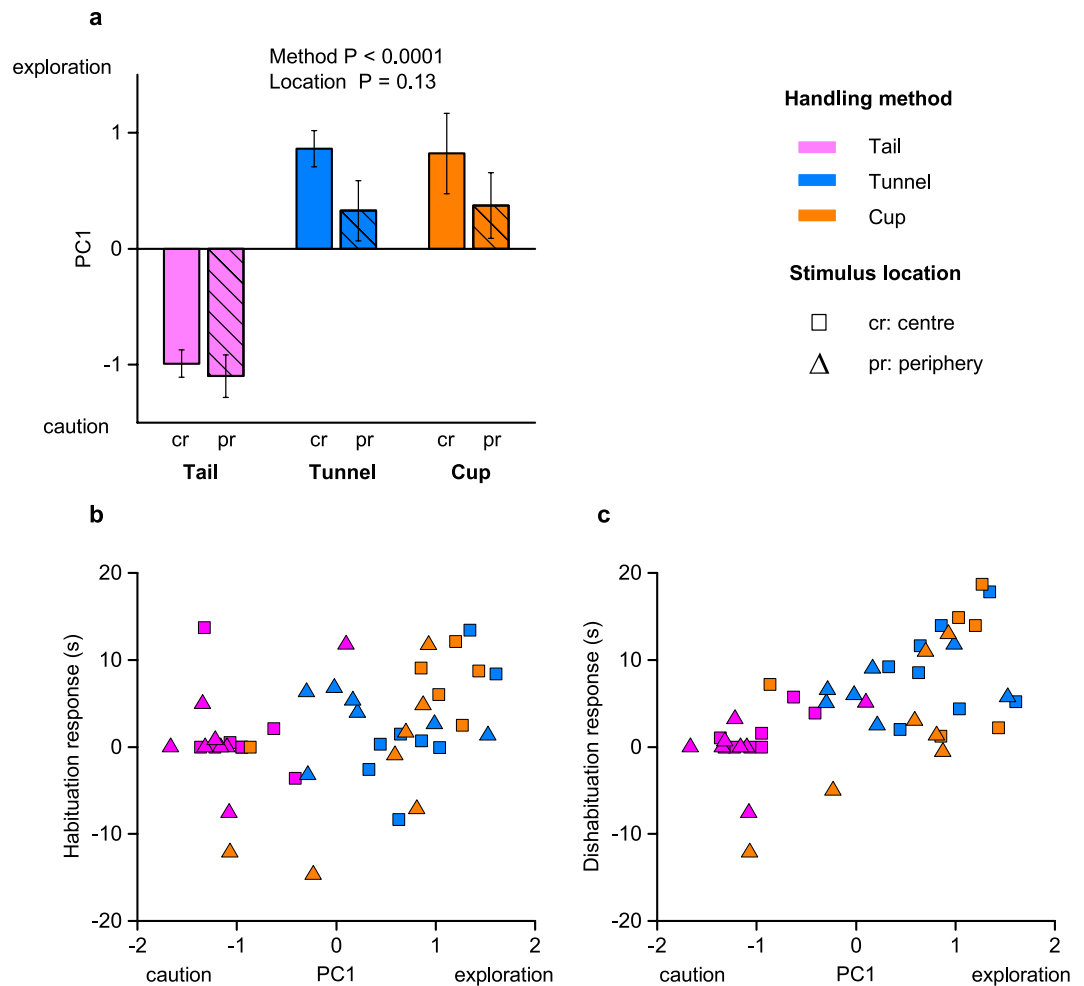 a
Method P < 0.0001
Location P = 0.13
exploration
1
0
-1
PC1
caution
cr pr cr pr cr pr
Tail Tunnel Cup
Handling method
Tail
Tunnel
Cup
Stimulus location
cr: centre
pr: periphery
b
20
10
0
-10
-20
Habituation response (s)
-2 -1 0 1 2
caution PC1 exploration
c
20
10
0
-10
-20
Dishabituation response (s)
-2 -1 0 1 2
caution PC1 exploration